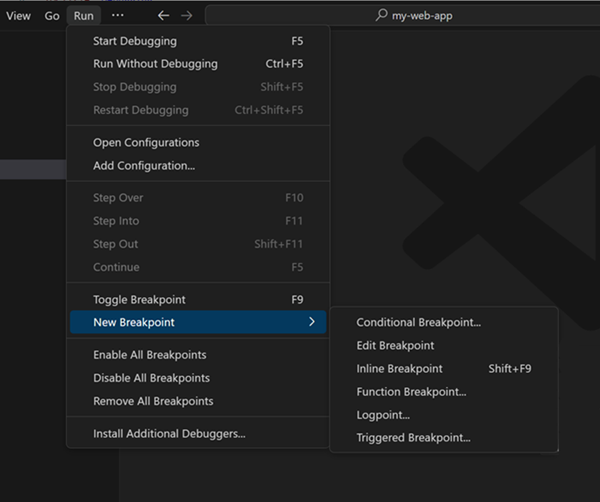 View Go Run ··· my-web-app
Start Debugging F5
Run Without Debugging Ctrl+F5
Stop Debugging Shift+F5
Restart Debugging Ctrl+Shift+F5
Open Configurations
Add Configuration...
Step Over F10
Step Into F11
Step Out Shift+F11
Continue F5
Toggle Breakpoint F9
New Breakpoint
Enable All Breakpoints
Disable All Breakpoints
Remove All Breakpoints
Install Additional Debuggers...
Conditional Breakpoint...
Edit Breakpoint
Inline Breakpoint Shift+F9
Function Breakpoint...
Logpoint...
Triggered Breakpoint...